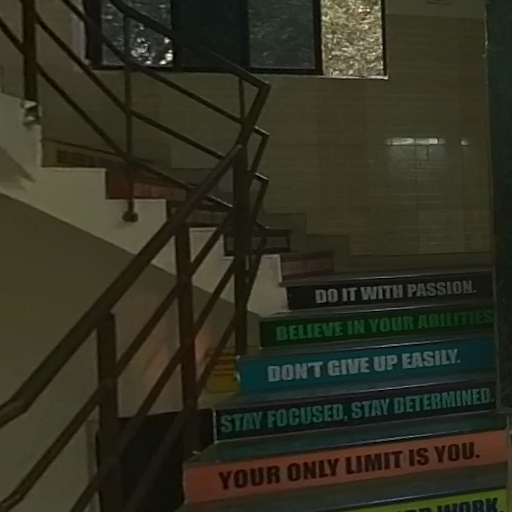 DO IT WITH PASSION.
BELIEVE IN YOUR ABILITIES
DON'T GIVE UP EASILY.
STAY FOCUSED, STAY DETERMINED.
YOUR ONLY LIMIT IS YOU.
WORK.